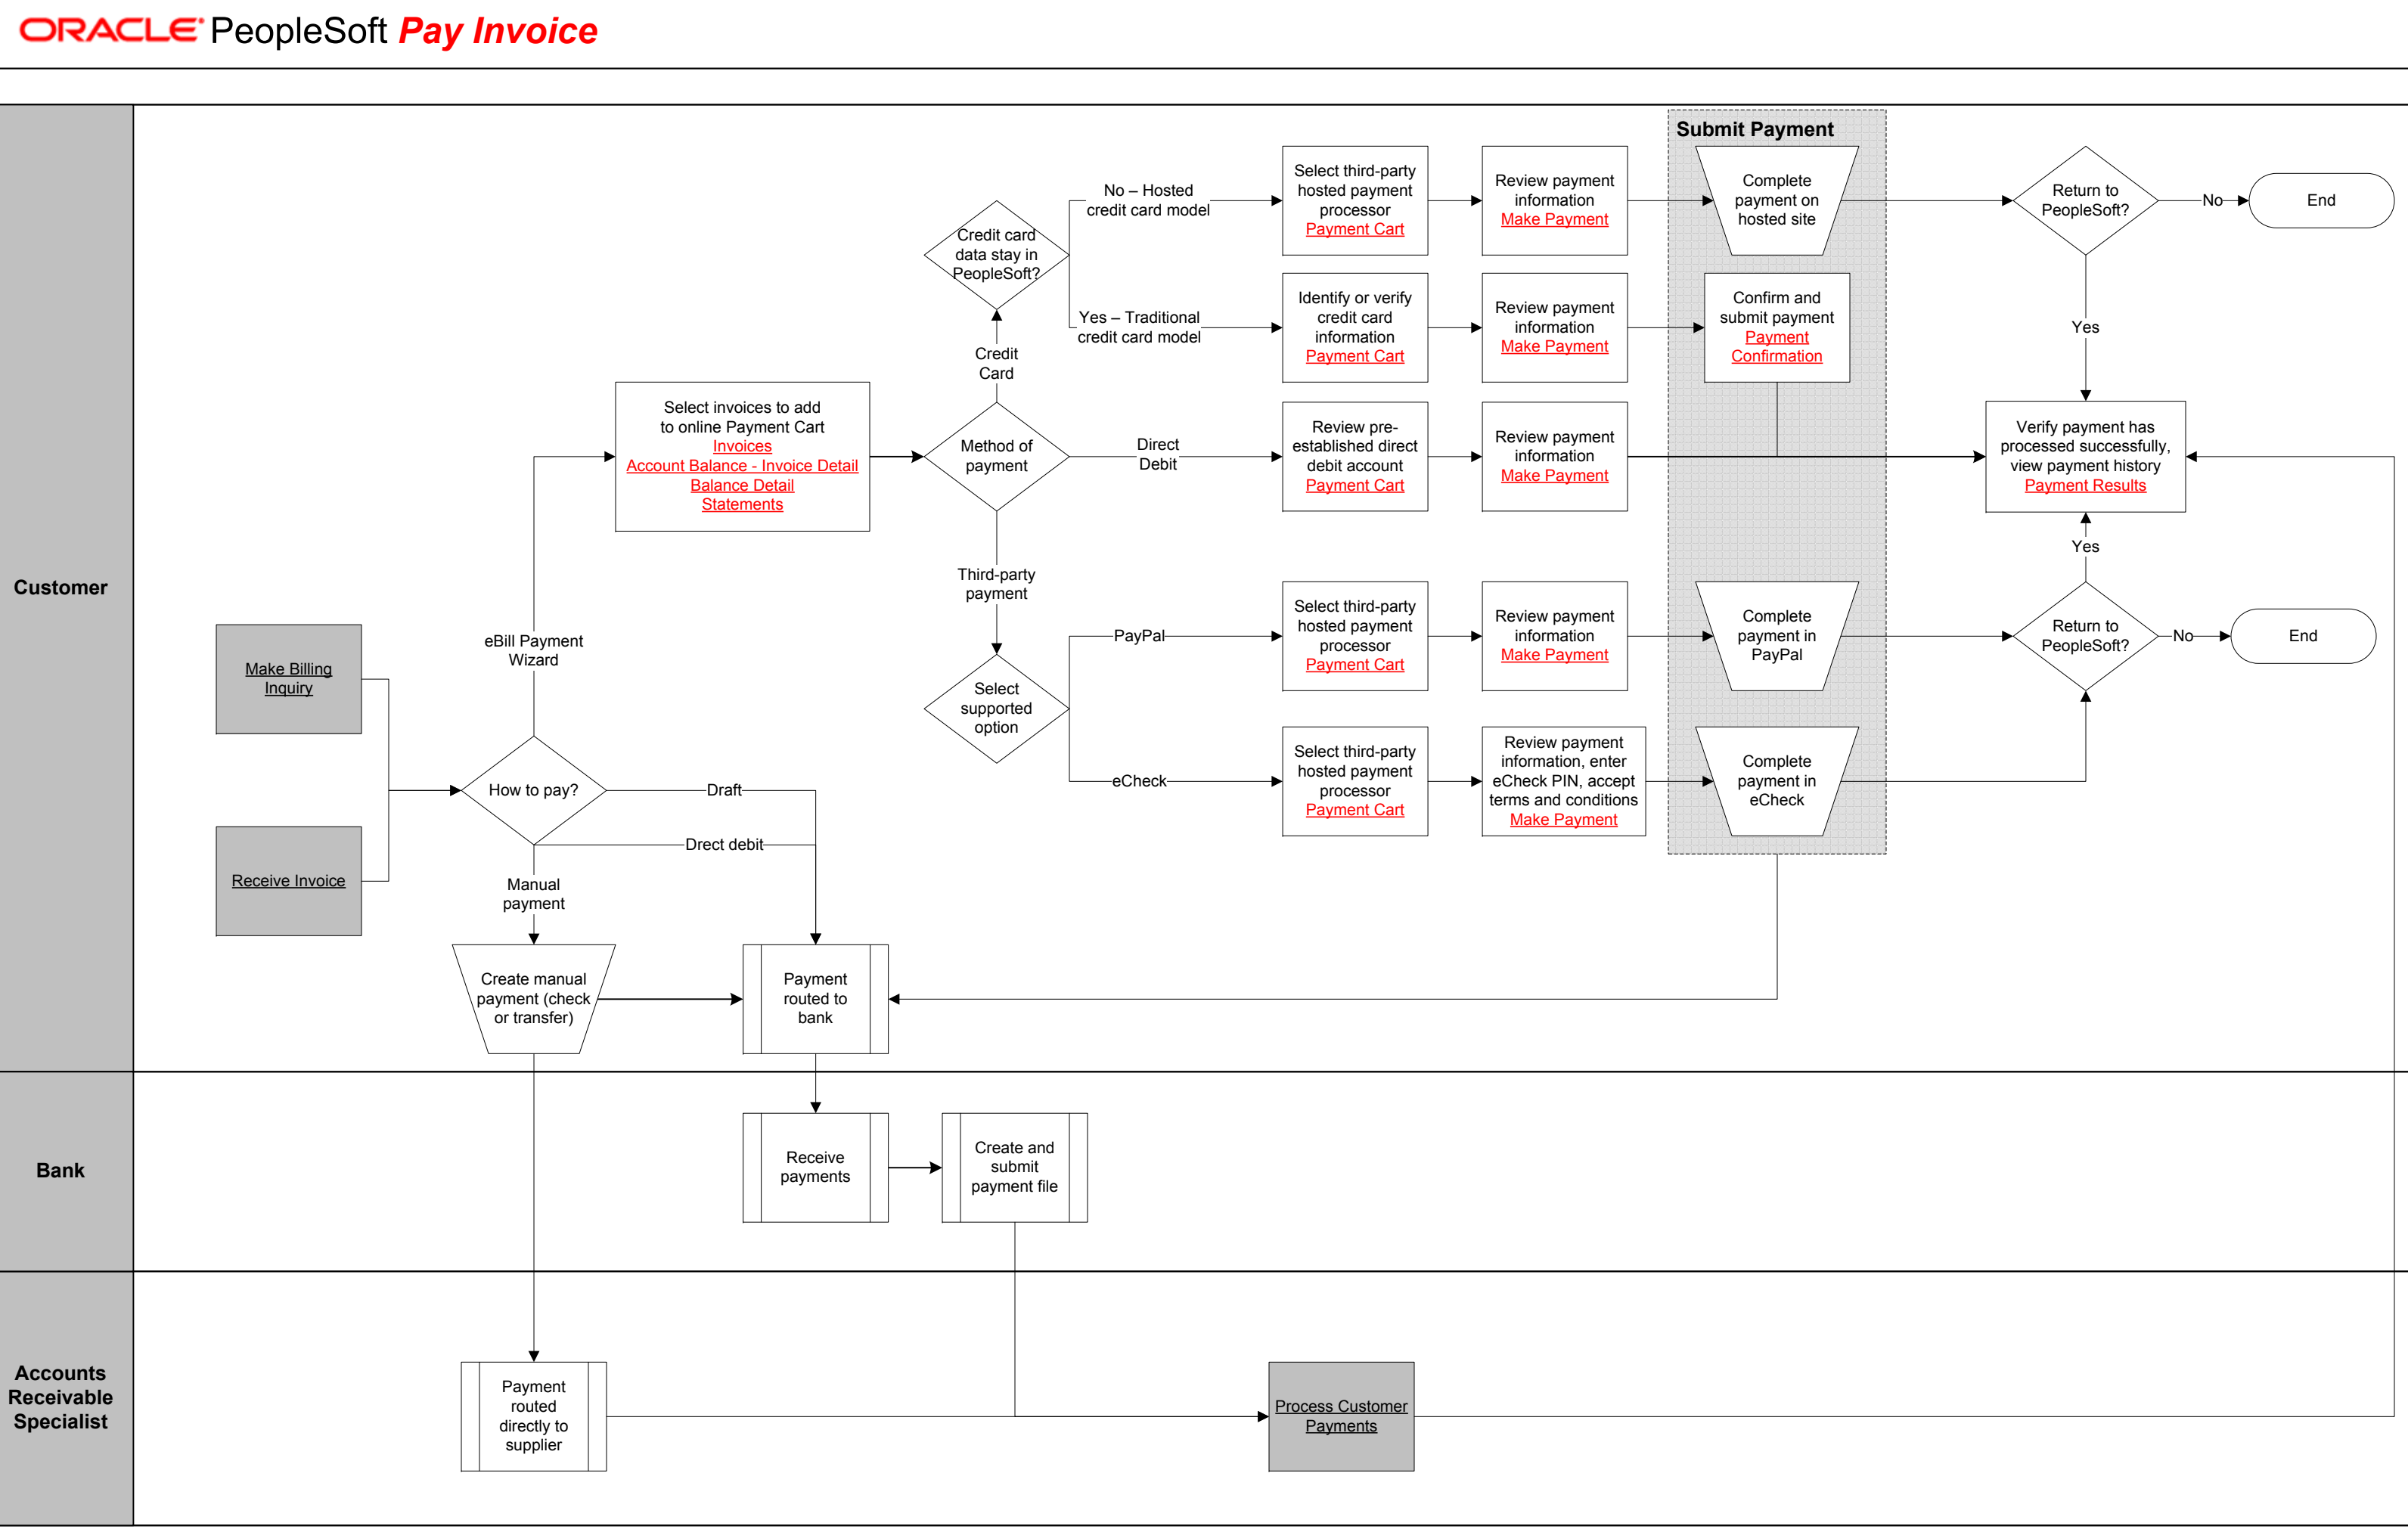 ORACLE PeopleSoft Pay Invoice
Customer
Submit Payment
No – Hosted
credit card model
Select third-party
hosted payment
processor
Payment Cart
Review payment
information
Make Payment
Complete
payment on
hosted site
Return to
PeopleSoft?
No
End
Credit card
data stay in
PeopleSoft?
Yes – Traditional
credit card model
Identify or verify
credit card
information
Payment Cart
Review payment
information
Make Payment
Confirm and
submit payment
Payment
Confirmation
Yes
Credit
Card
Select invoices to add
to online Payment Cart
Invoices
Account Balance - Invoice Detail
Balance Detail
Statements
Method of
payment
Direct
Debit
Review pre-
established direct
debit account
Payment Cart
Review payment
information
Make Payment
Verify payment has
processed successfully,
view payment history
Payment Results
Yes
Third-party
payment
PayPal
Select third-party
hosted payment
processor
Payment Cart
Review payment
information
Make Payment
Complete
payment in
PayPal
Return to
PeopleSoft?
No
End
eBill Payment
Wizard
Make Billing
Inquiry
Select
supported
option
eCheck
Select third-party
hosted payment
processor
Payment Cart
Review payment
information, enter
eCheck PIN, accept
terms and conditions
Make Payment
Complete
payment in
eCheck
How to pay?
Draft
Drect debit
Receive Invoice
Manual
payment
Create manual
payment (check
or transfer)
Payment
routed to
bank
Bank
Receive
payments
Create and
submit
payment file
Accounts
Receivable
Specialist
Payment
routed
directly to
supplier
Process Customer
Payments